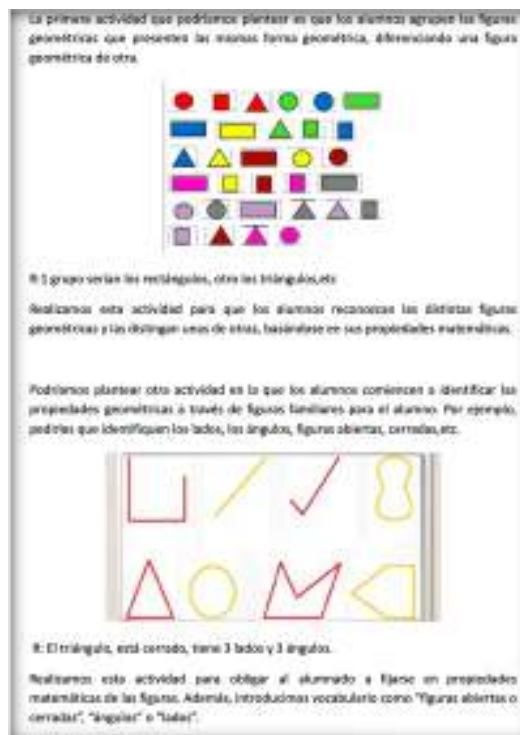 La primera actividad que podríamos plantear es que los alumnos agrupen las figuras
geométricas que presenten las mismas forma geométrica, diferenciando una figura
geométrica de otra.
R:1 grupo serían los rectángulos, otro los triángulos,etc
Realizamos esta actividad para que los alumnos reconozcan las distintas figuras
geométricas y las distingan unas de otras, basándose en sus propiedades matemáticas.
Podríamos plantear otra actividad en la que los alumnos comiencen a identificar las
propiedades geométricas a través de figuras familiares para el alumno. Por ejemplo,
pedirles que identifiquen los lados, los ángulos, figuras abiertas, cerradas,etc.
R: El triángulo, está cerrado, tiene 3 lados y 3 ángulos.
Realizamos esta actividad para obligar al alumnado a fijarse en propiedades
matemáticas de las figuras. Además, introducimos vocabulario como "figuras abiertas o
cerradas", "ángulos" o "lados".